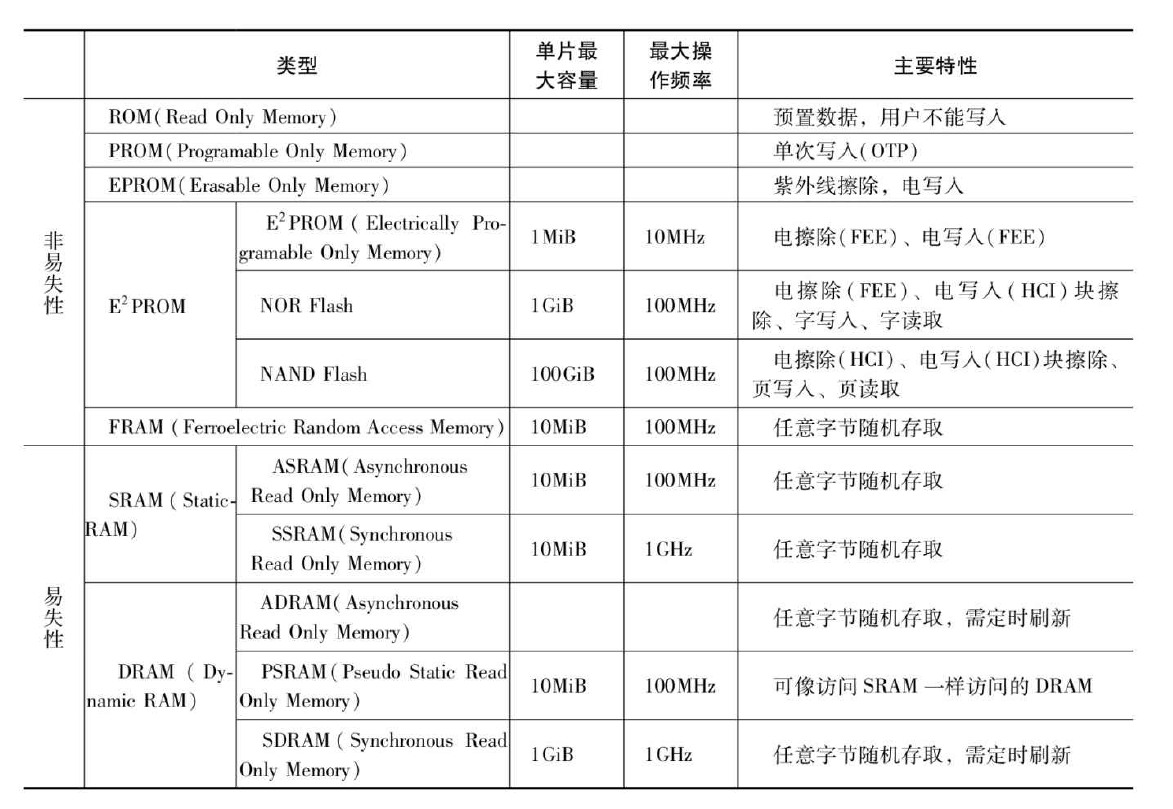 类型
单片最
大容量
最大操
作频率
主要特性
非易失性
ROM(Read Only Memory)
预置数据，用户不能写入
PROM(Programable Only Memory)
单次写入(OTP)
EPROM(Erasable Only Memory)
紫外线擦除，电写入
E²PROM
E²PROM ( Electrically Pro-
gramable Only Memory)
1MiB
10MHz
电擦除(FEE)、电写入(FEE)
NOR Flash
1GiB
100MHz
电擦除(FEE)、电写入(HCI)块擦
除、字写入、字读取
NAND Flash
100GiB
100MHz
电擦除(HCI)、电写入(HCI)块擦除、
页写入、页读取
FRAM (Ferroelectric Random Access Memory)
10MiB
100MHz
任意字节随机存取
易失性
SRAM ( Static-
RAM)
ASRAM(Asynchronous
Read Only Memory)
10MiB
100MHz
任意字节随机存取
SSRAM(Synchronous
Read Only Memory)
10MiB
1GHz
任意字节随机存取
DRAM ( Dy-
namic RAM)
ADRAM(Asynchronous
Read Only Memory)
任意字节随机存取，需定时刷新
PSRAM(Pseudo Static Read
Only Memory)
10MiB
100MHz
可像访问 SRAM 一样访问的 DRAM
SDRAM ( Synchronous Read
Only Memory)
1GiB
1GHz
任意字节随机存取，需定时刷新